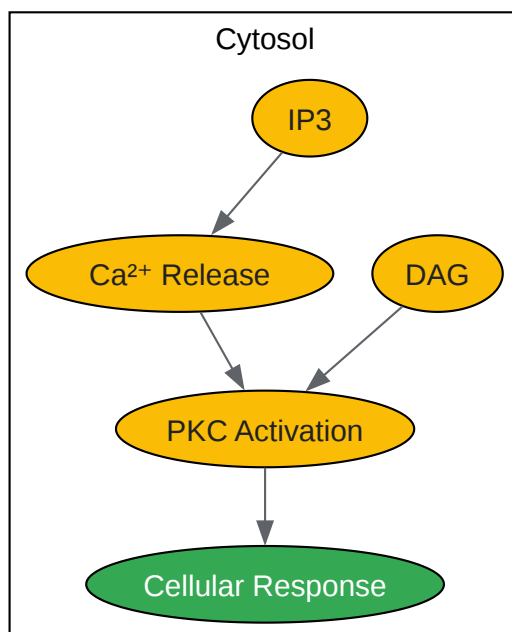 Cytosol
IP3
Ca²⁺ Release
DAG
PKC Activation
Cellular Response